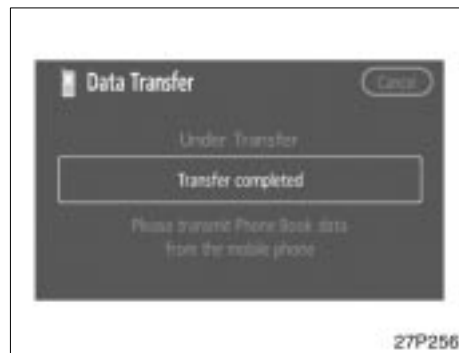 Data Transfer
Cancel
Under Transfer
Transfer completed
Please transmit Phone Book data
from the mobile phone
27P256